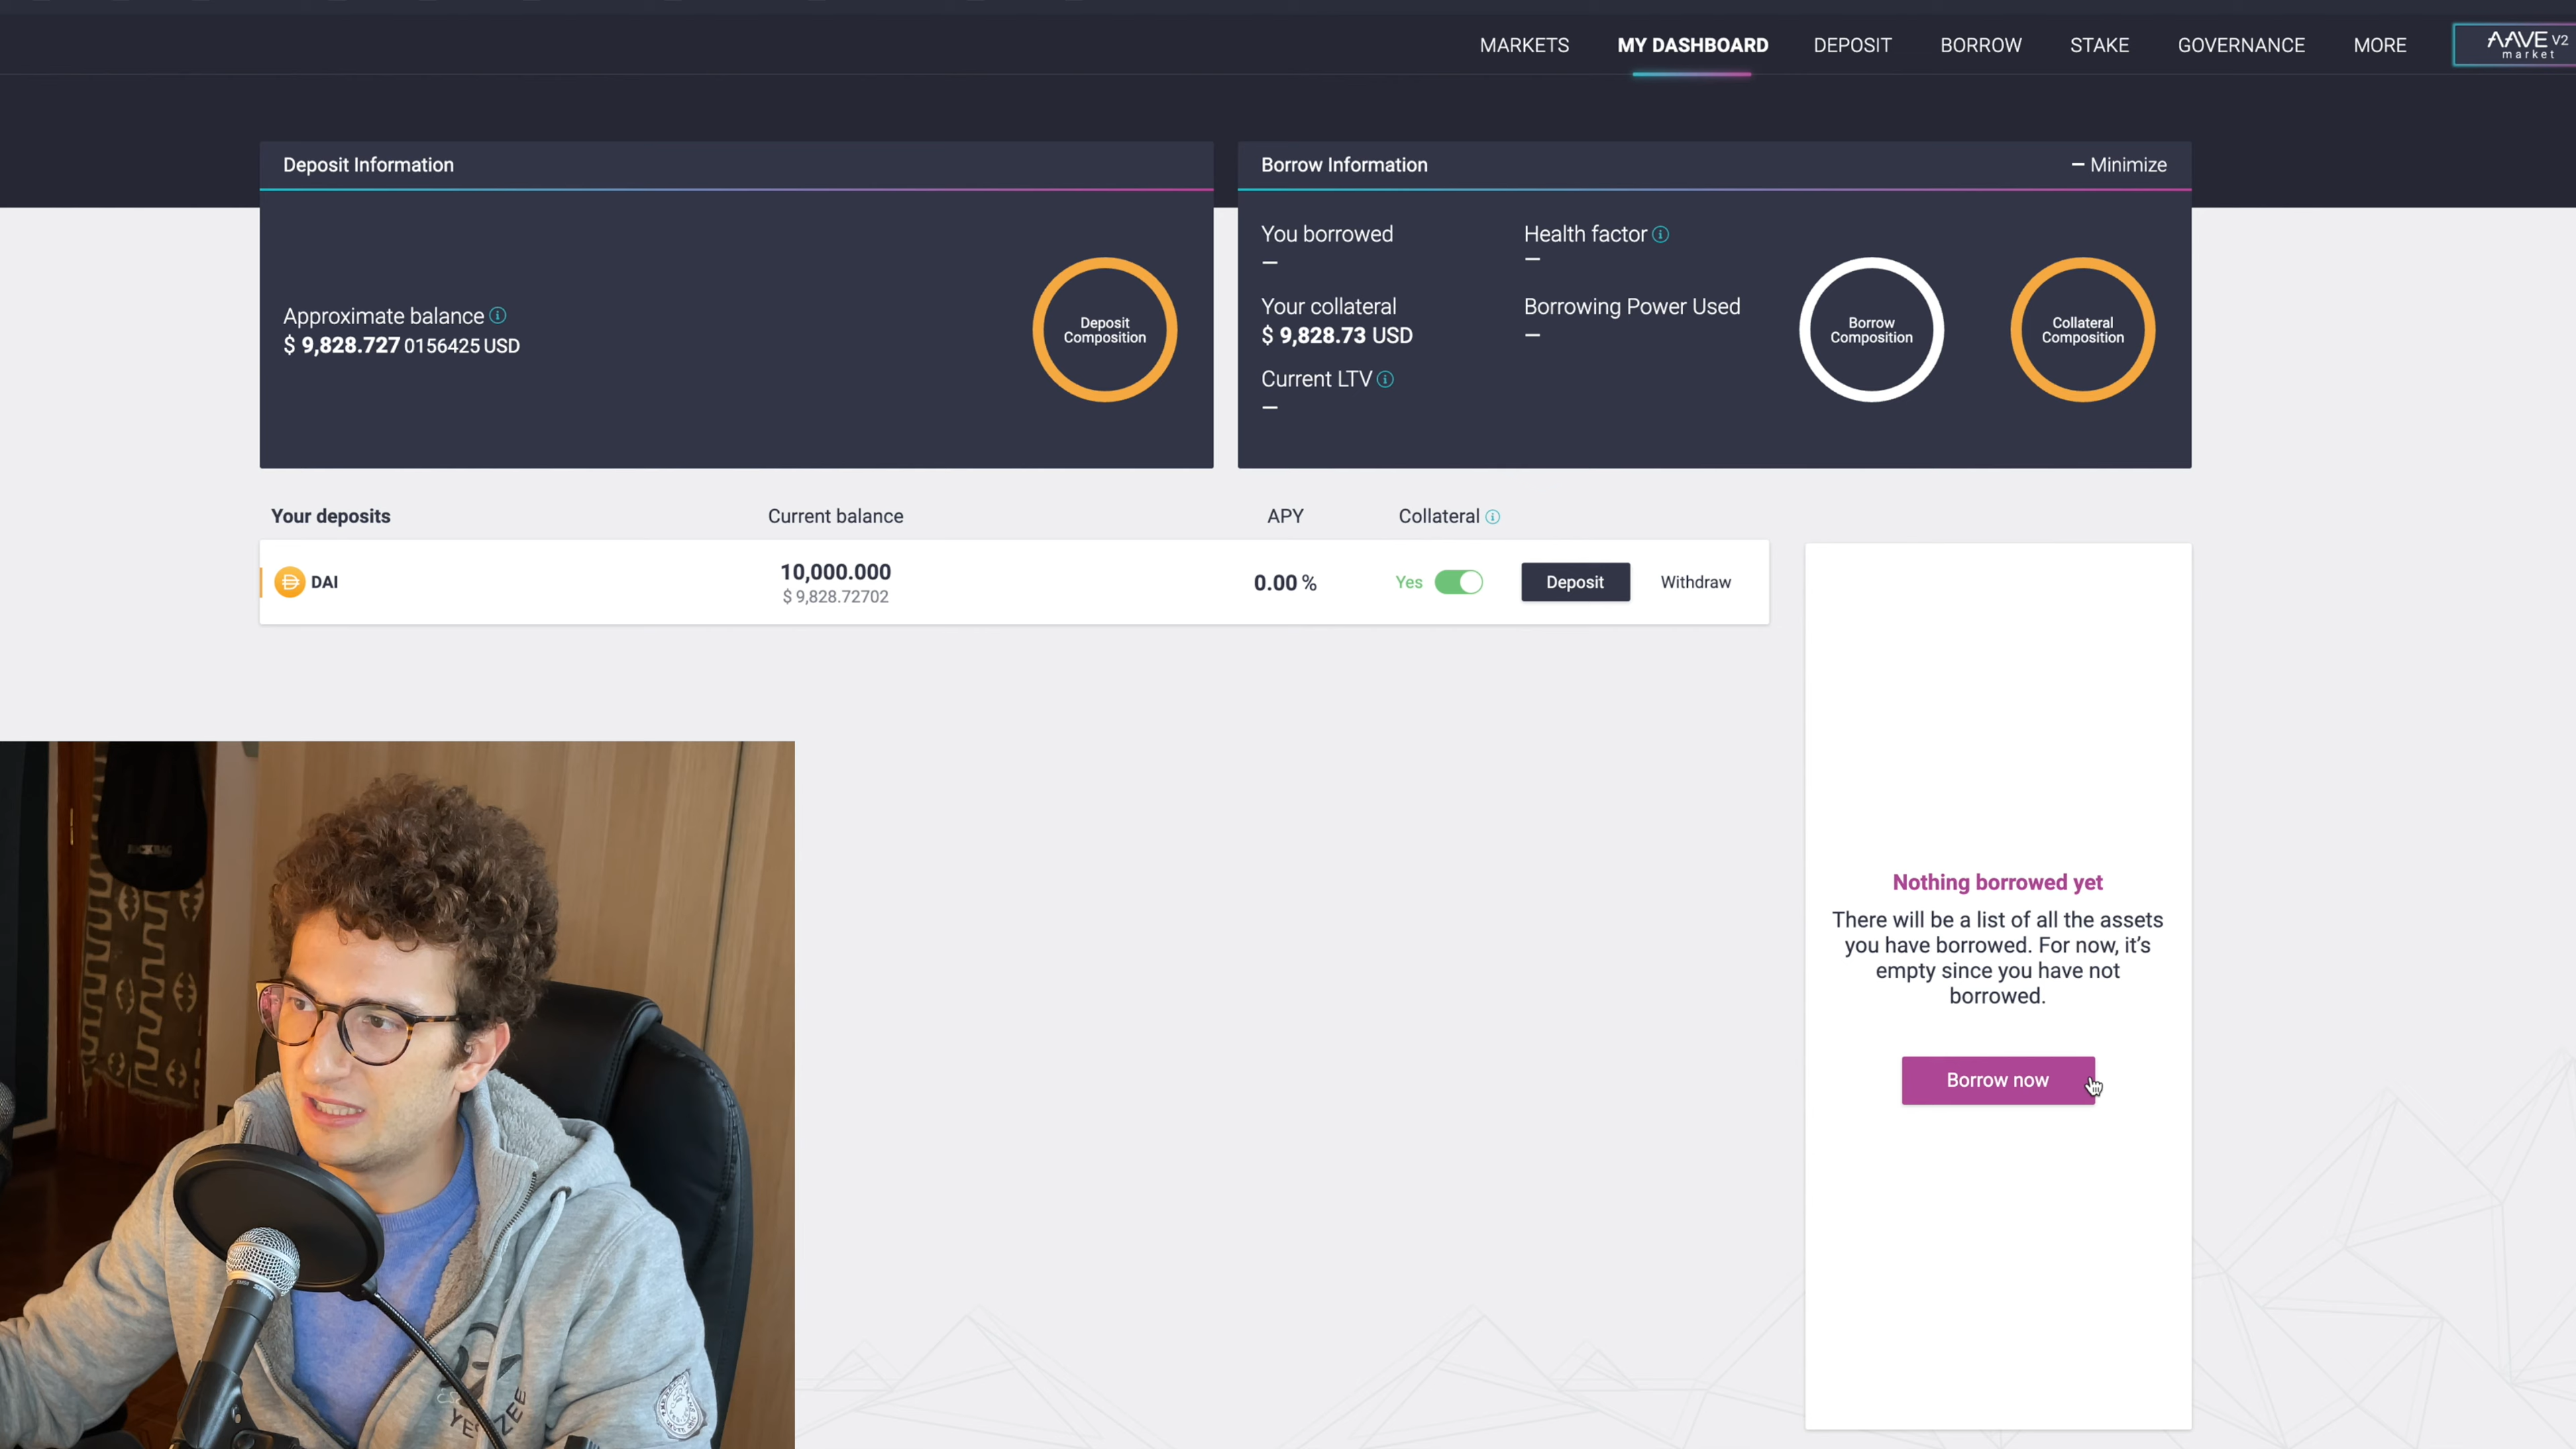 MARKETS MY DASHBOARD DEPOSIT BORROW STAKE GOVERNANCE MORE AAVE V2
market
Deposit Information
Approximate balance
$ 9,828.727 0156425 USD
Deposit
Composition
Borrow Information
– Minimize
You borrowed
–
Health factor
–
Your collateral
$ 9,828.73 USD
Borrowing Power Used
–
Current LTV
–
Borrow
Composition
Collateral
Composition
Your deposits Current balance APY Collateral
DAI 10,000.000 0.00 % Yes Deposit Withdraw
$ 9,828.72702
Nothing borrowed yet
There will be a list of all the assets
you have borrowed. For now, it's
empty since you have not
borrowed.
Borrow now
ROCKBAG